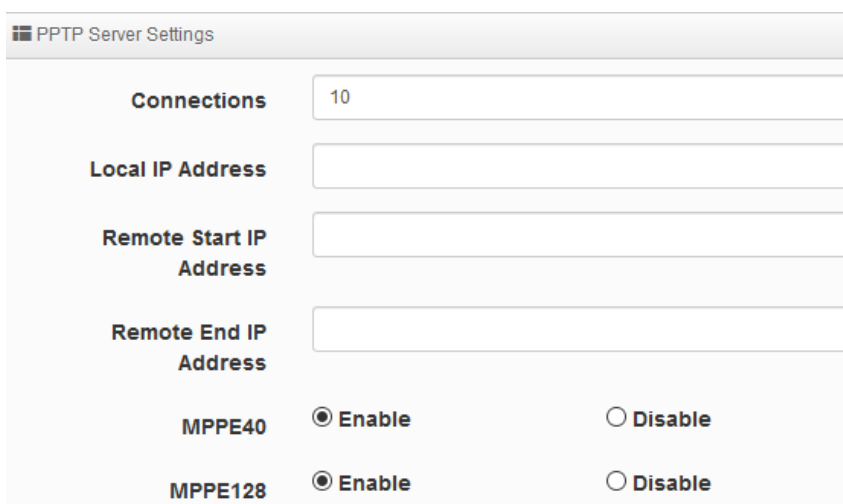 PPTP Server Settings
Connections 10
Local IP Address
Remote Start IP
Address
Remote End IP
Address
MPPE40 Enable Disable
MPPE128 Enable Disable